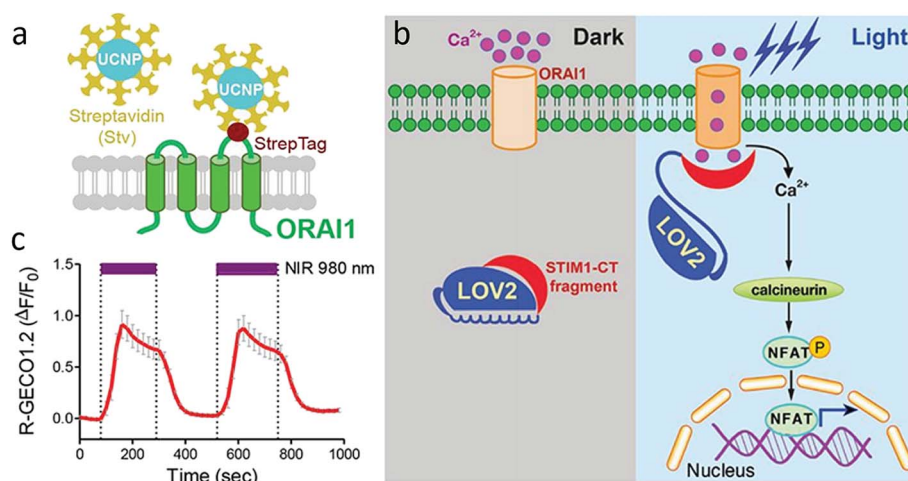 a
UCNP
Streptavidin
(Stv)
UCNP
StrepTag
ORAI1
b
Dark
Light
Ca²⁺
ORAI1
LOV2
STIM1-CT
fragment
LOV2
Ca²⁺
calcineurin
NFAT P
NFAT
Nucleus
c
NIR 980 nm
R-GECO1.2 (ΔF/F₀)
1.5
1.0
0.5
0.0
0 200 400 600 800 1000
Time (sec)